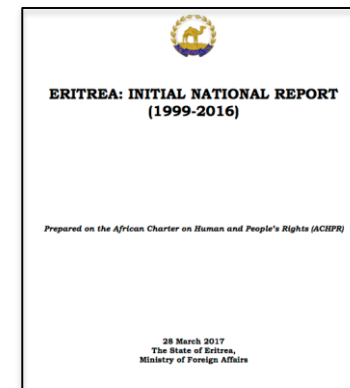 ERITREA: INITIAL NATIONAL REPORT
(1999-2016)
Prepared on the African Charter on Human and People's Rights (ACHPR)
28 March 2017
The State of Eritrea,
Ministry of Foreign Affairs